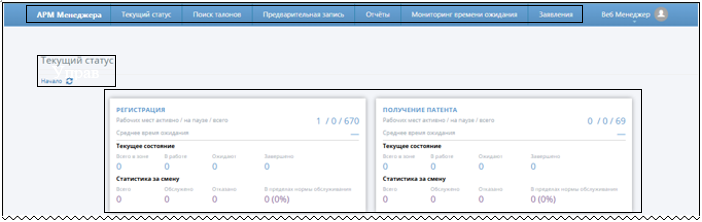 АРМ Менеджера Текущий статус Поиск талонов Предварительная запись Отчёты Мониторинг времени ожидания Заявления Веб Менеджер
Текущий статус
Начало
РЕГИСТРАЦИЯ
Рабочих мест активно / на паузе / всего 1 / 0 / 670
Среднее время ожидания —
Текущее состояние
Всего в зоне В работе Ожидают Завершено
0 0 0 0
Статистика за смену
Всего Обслужено Отказано В пределах нормы обслуживания
0 0 0 0 (0%)
ПОЛУЧЕНИЕ ПАТЕНТА
Рабочих мест активно / на паузе / всего 0 / 0 / 69
Среднее время ожидания —
Текущее состояние
Всего в зоне В работе Ожидают Завершено
0 0 0 0
Статистика за смену
Всего Обслужено Отказано В пределах нормы обслуживания
0 0 0 0 (0%)